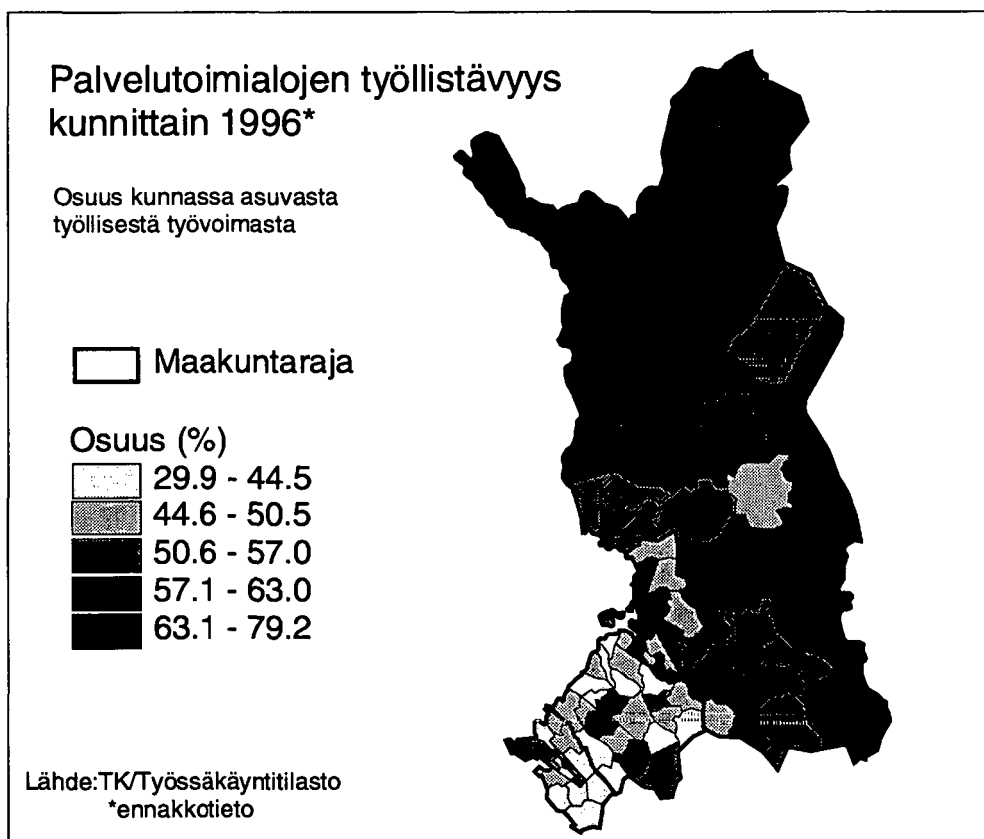 Palvelutoimialojen työllistävyys
kunnittain 1996*
Osuus kunnassa asuvasta
työllisestä työvoimasta
Maakuntaraja
Osuus (%)
29.9 - 44.5
44.6 - 50.5
50.6 - 57.0
57.1 - 63.0
63.1 - 79.2
Lähde:TK/Työssäkäyntitilasto
*ennakkotieto